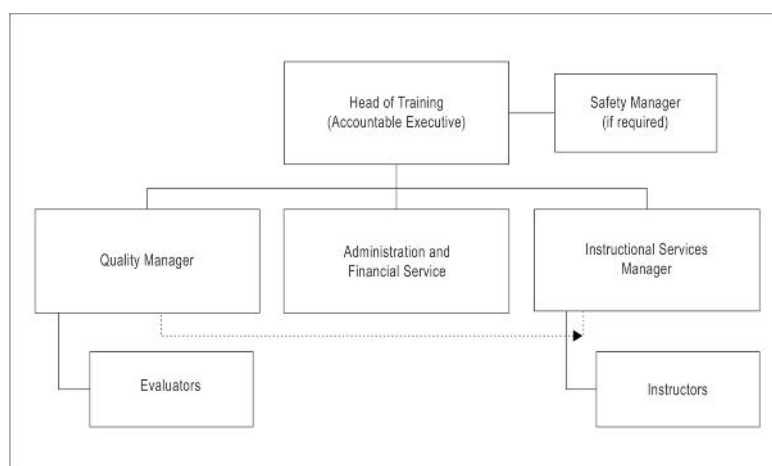 Head of Training
(Accountable Executive)
Safety Manager
(if required)
Quality Manager
Administration and
Financial Service
Instructional Services
Manager
Evaluators
Instructors